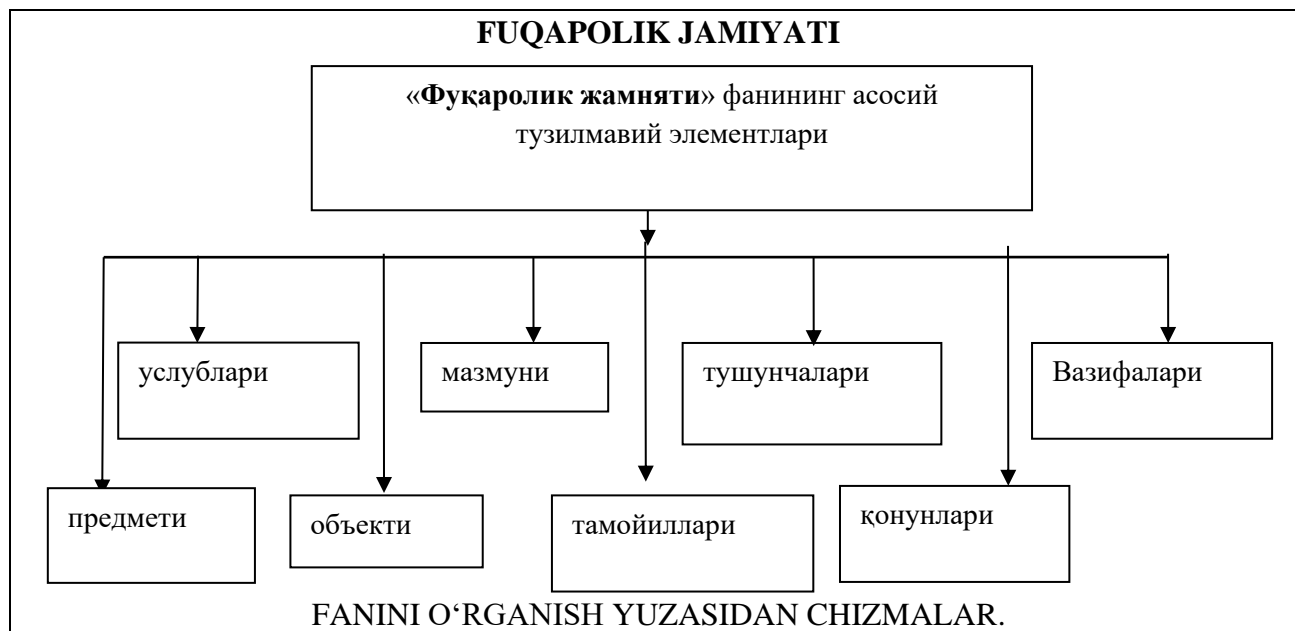 FUQAPOLIK JAMIYATI
«Фуқаролик жамняти» фанининг асосий
тузилмавий элементлари
услублари
мазмуни
тушунчалари
Вазифалари
предмети
объекти
тамойиллари
қонунлари
FANINI O‘RGANISH YUZASIDAN CHIZMALAR.